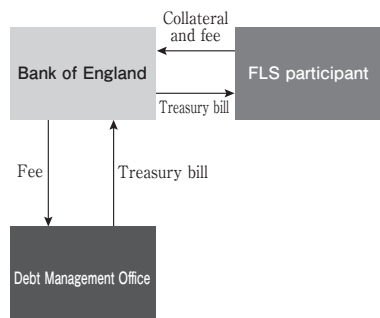 Collateral
and fee
Bank of England
FLS participant
Treasury bill
Fee
Treasury bill
Debt Management Office